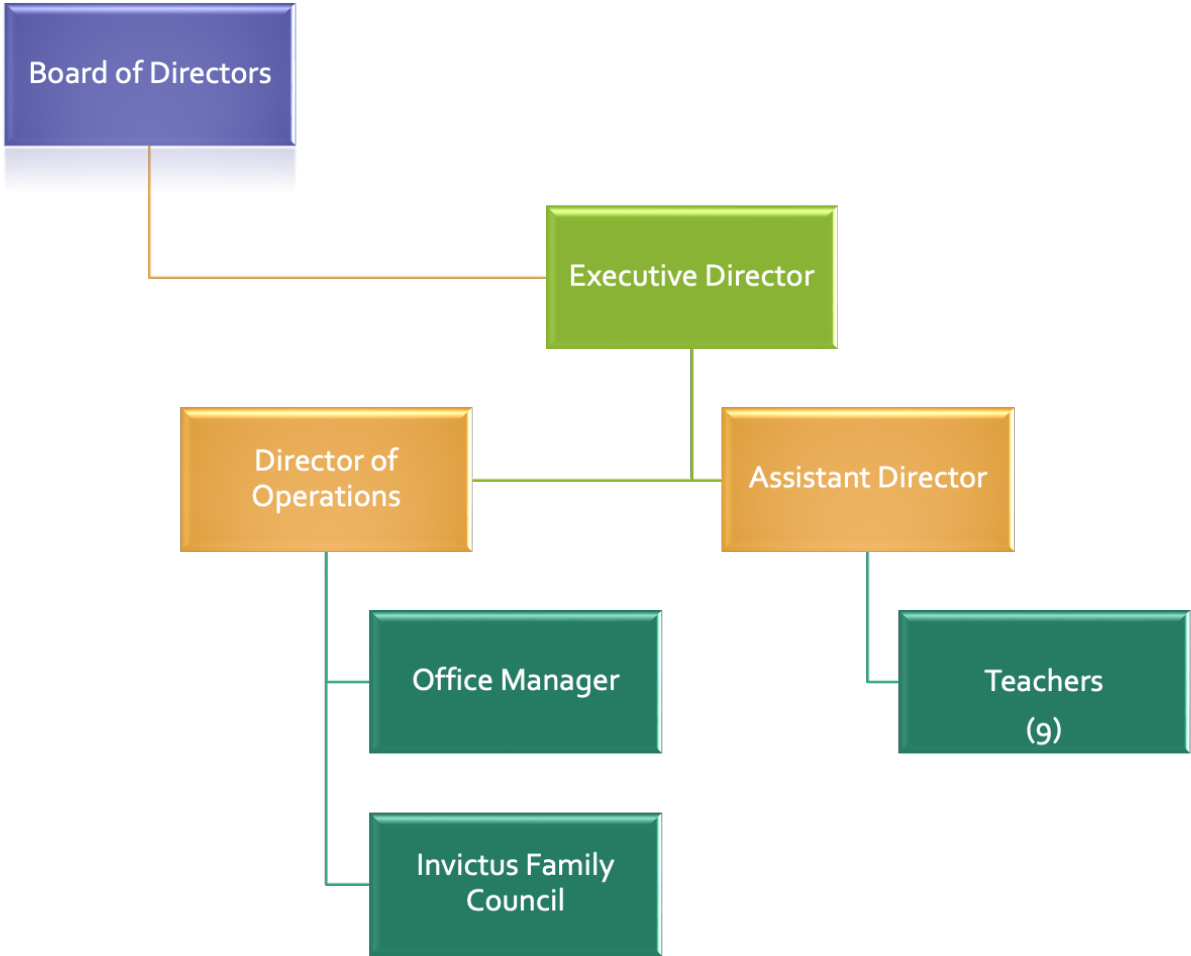 Board of Directors
Executive Director
Director of
Operations
Assistant Director
Office Manager
Teachers
(9)
Invictus Family
Council